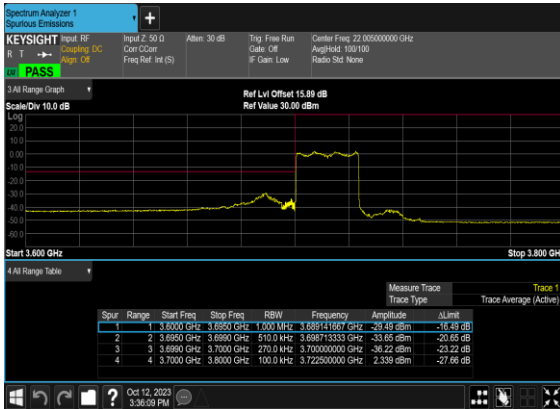 Spectrum Analyzer 1
Spurious Emissions
+
KEYSIGHT
R T
LXI PASS
Input: RF
Coupling: DC
Align: Off
Input Z: 50 Ω
Corr CCorr
Freq Ref: Int (S)
Atten: 30 dB
Trig: Free Run
Gate: Off
IF Gain: Low
Center Freq: 22.005000000 GHz
Avg|Hold: 100/100
Radio Std: None
3 All Range Graph
Scale/Div 10.0 dB
Ref Lvl Offset 15.89 dB
Ref Value 30.00 dBm
Log
20.0
10.0
0.00
-10.0
-20.0
-30.0
-40.0
-50.0
-60.0
Start 3.600 GHz
Stop 3.800 GH
4 All Range Table
Measure Trace Trace 1
Trace Type Trace Average (Active)
Spur Range Start Freq Stop Freq RBW Frequency Amplitude ΔLimit
1 1 3.6000 GHz 3.6950 GHz 1.000 MHz 3.689141667 GHz -29.49 dBm -16.49 dB
2 2 3.6950 GHz 3.6990 GHz 510.0 kHz 3.698713333 GHz -33.65 dBm -20.65 dB
3 3 3.6990 GHz 3.7000 GHz 270.0 kHz 3.700000000 GHz -36.22 dBm -23.22 dB
4 4 3.7000 GHz 3.8000 GHz 100.0 kHz 3.722500000 GHz 2.339 dBm -27.66 dB
?
Oct 12, 2023
3:36:09 PM